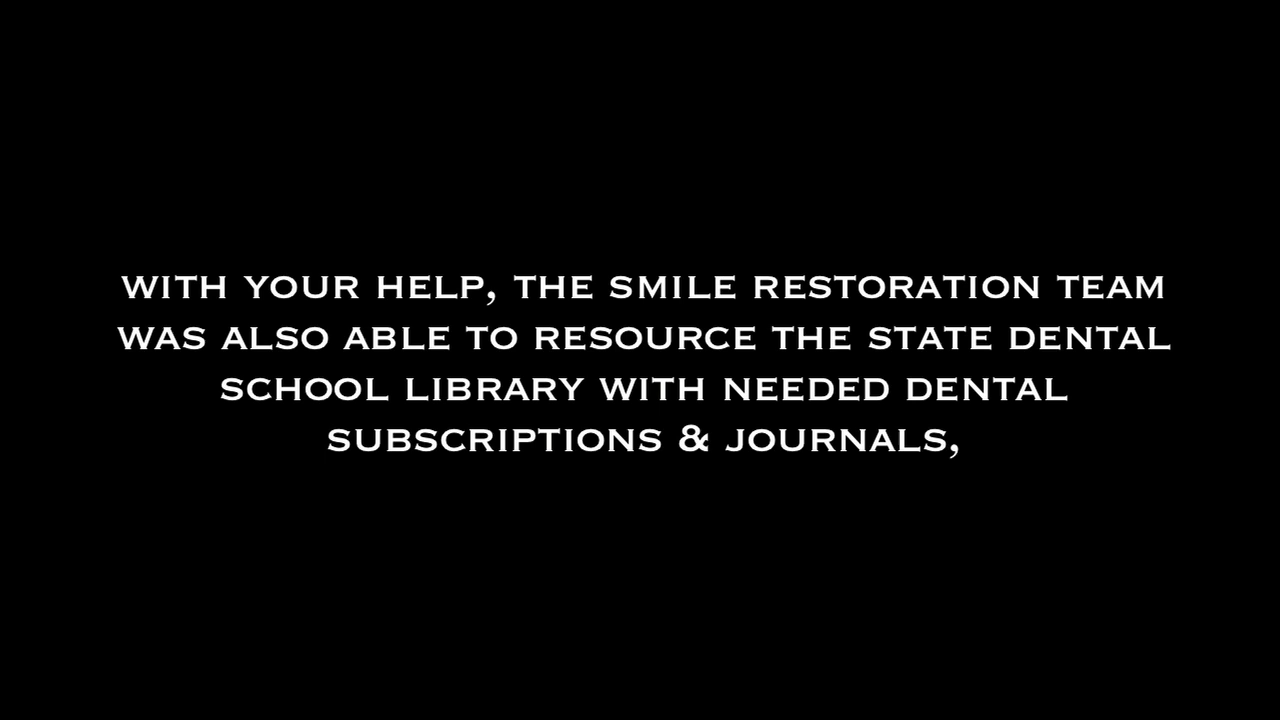 WITH YOUR HELP, THE SMILE RESTORATION TEAM
WAS ALSO ABLE TO RESOURCE THE STATE DENTAL
SCHOOL LIBRARY WITH NEEDED DENTAL
SUBSCRIPTIONS & JOURNALS,